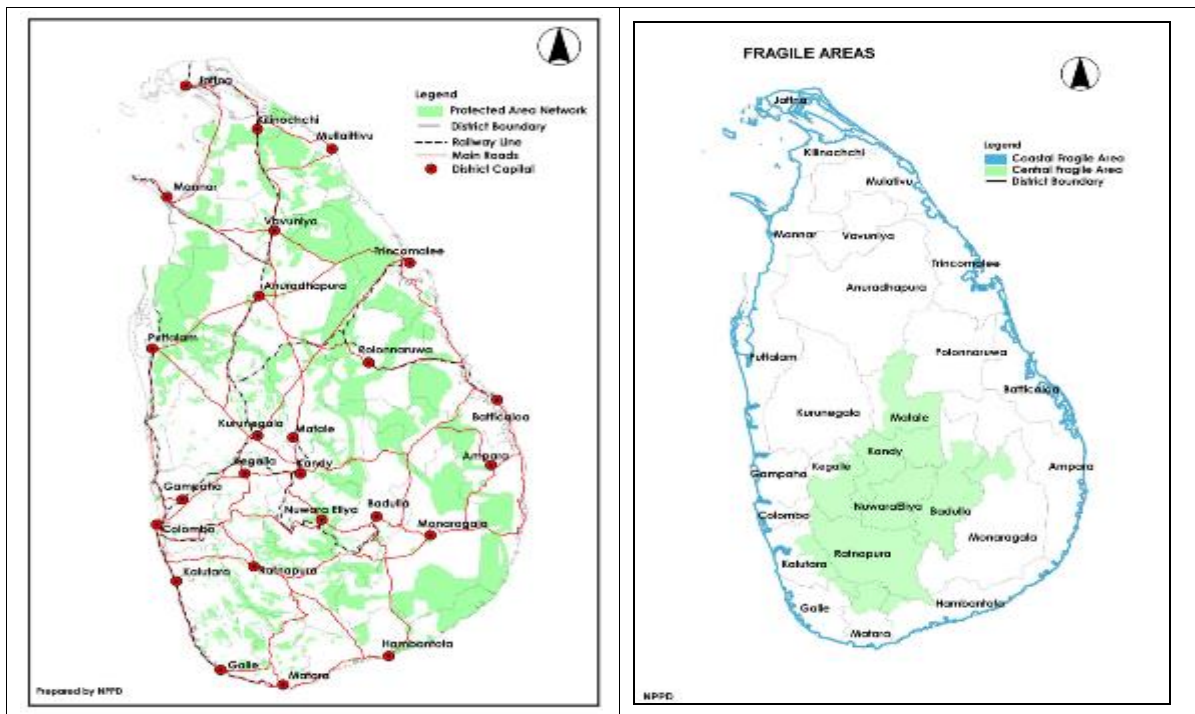 Legend
Protected Area Network
District Boundary
Railway Line
Main Roads
District Capital
Jaffna
Kilinochchi
Mullaittivu
Mannar
Vavuniya
Trincomalee
Anuradhapura
Puttalam
Polonnaruwa
Batticaloa
Kurunegala
Matale
Kegalla
Kandy
Ampara
Gampaha
Nuwara Eliya
Badulla
Colombo
Monaragala
Kalutara
Ratnapura
Hambantota
Galle
Matara
Prepared by NPPD
FRAGILE AREAS
Legend
Coastal Fragile Area
Central Fragile Area
District Boundary
Jaffna
Kilinochchi
Mulativu
Mannar
Vavuniya
Trincomalee
Anuradhapura
Puttalam
Polonnaruwa
Batticaloa
Kurunegala
Matale
Kandy
Gampaha
Kegalle
Ampara
Colombo
NuwaraEliya
Badulla
Monaragala
Ratnapura
Kalutara
Galle
Hambantota
Matara
NPPD